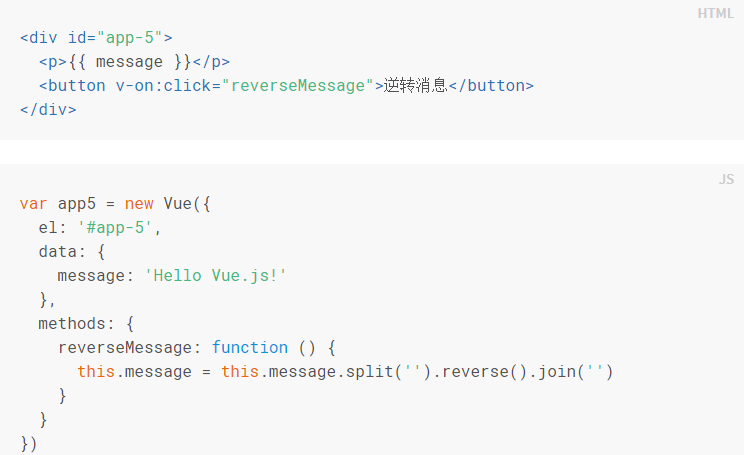 HTML
<div id="app-5">
  <p>{{ message }}</p>
  <button v-on:click="reverseMessage">逆转消息</button>
</div>
JS
var app5 = new Vue({
  el: '#app-5',
  data: {
    message: 'Hello Vue.js!'
  },
  methods: {
    reverseMessage: function () {
      this.message = this.message.split('').reverse().join('')
    }
  }
})